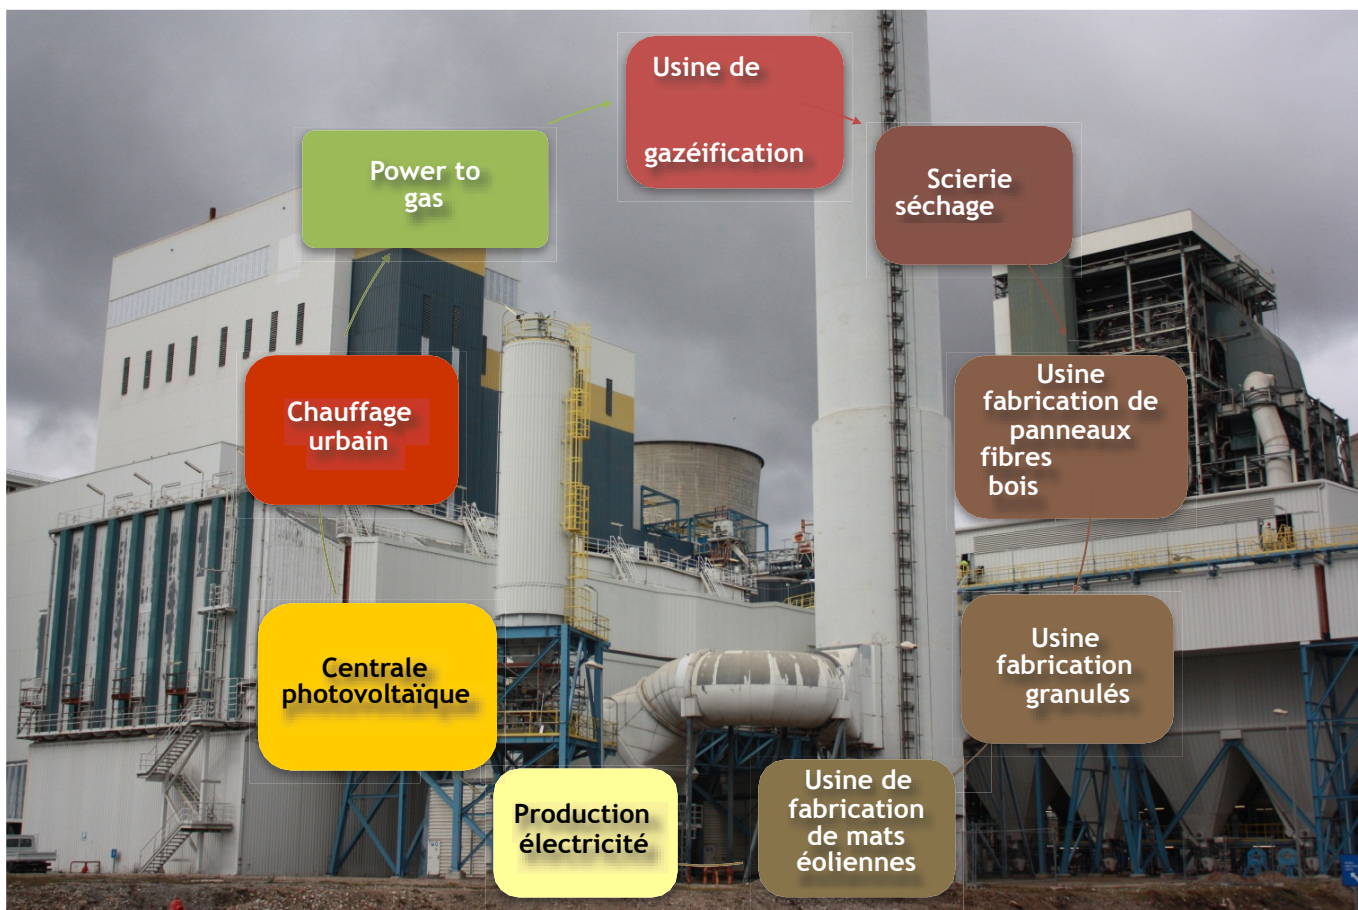 Usine de
gazéification
Power to
gas
Scierie
séchage
Chauffage
urbain
Usine
fabrication de
panneaux
fibres
bois
Centrale
photovoltaïque
Usine
fabrication
granulés
Production
électricité
Usine de
fabrication
de mats
éoliennes